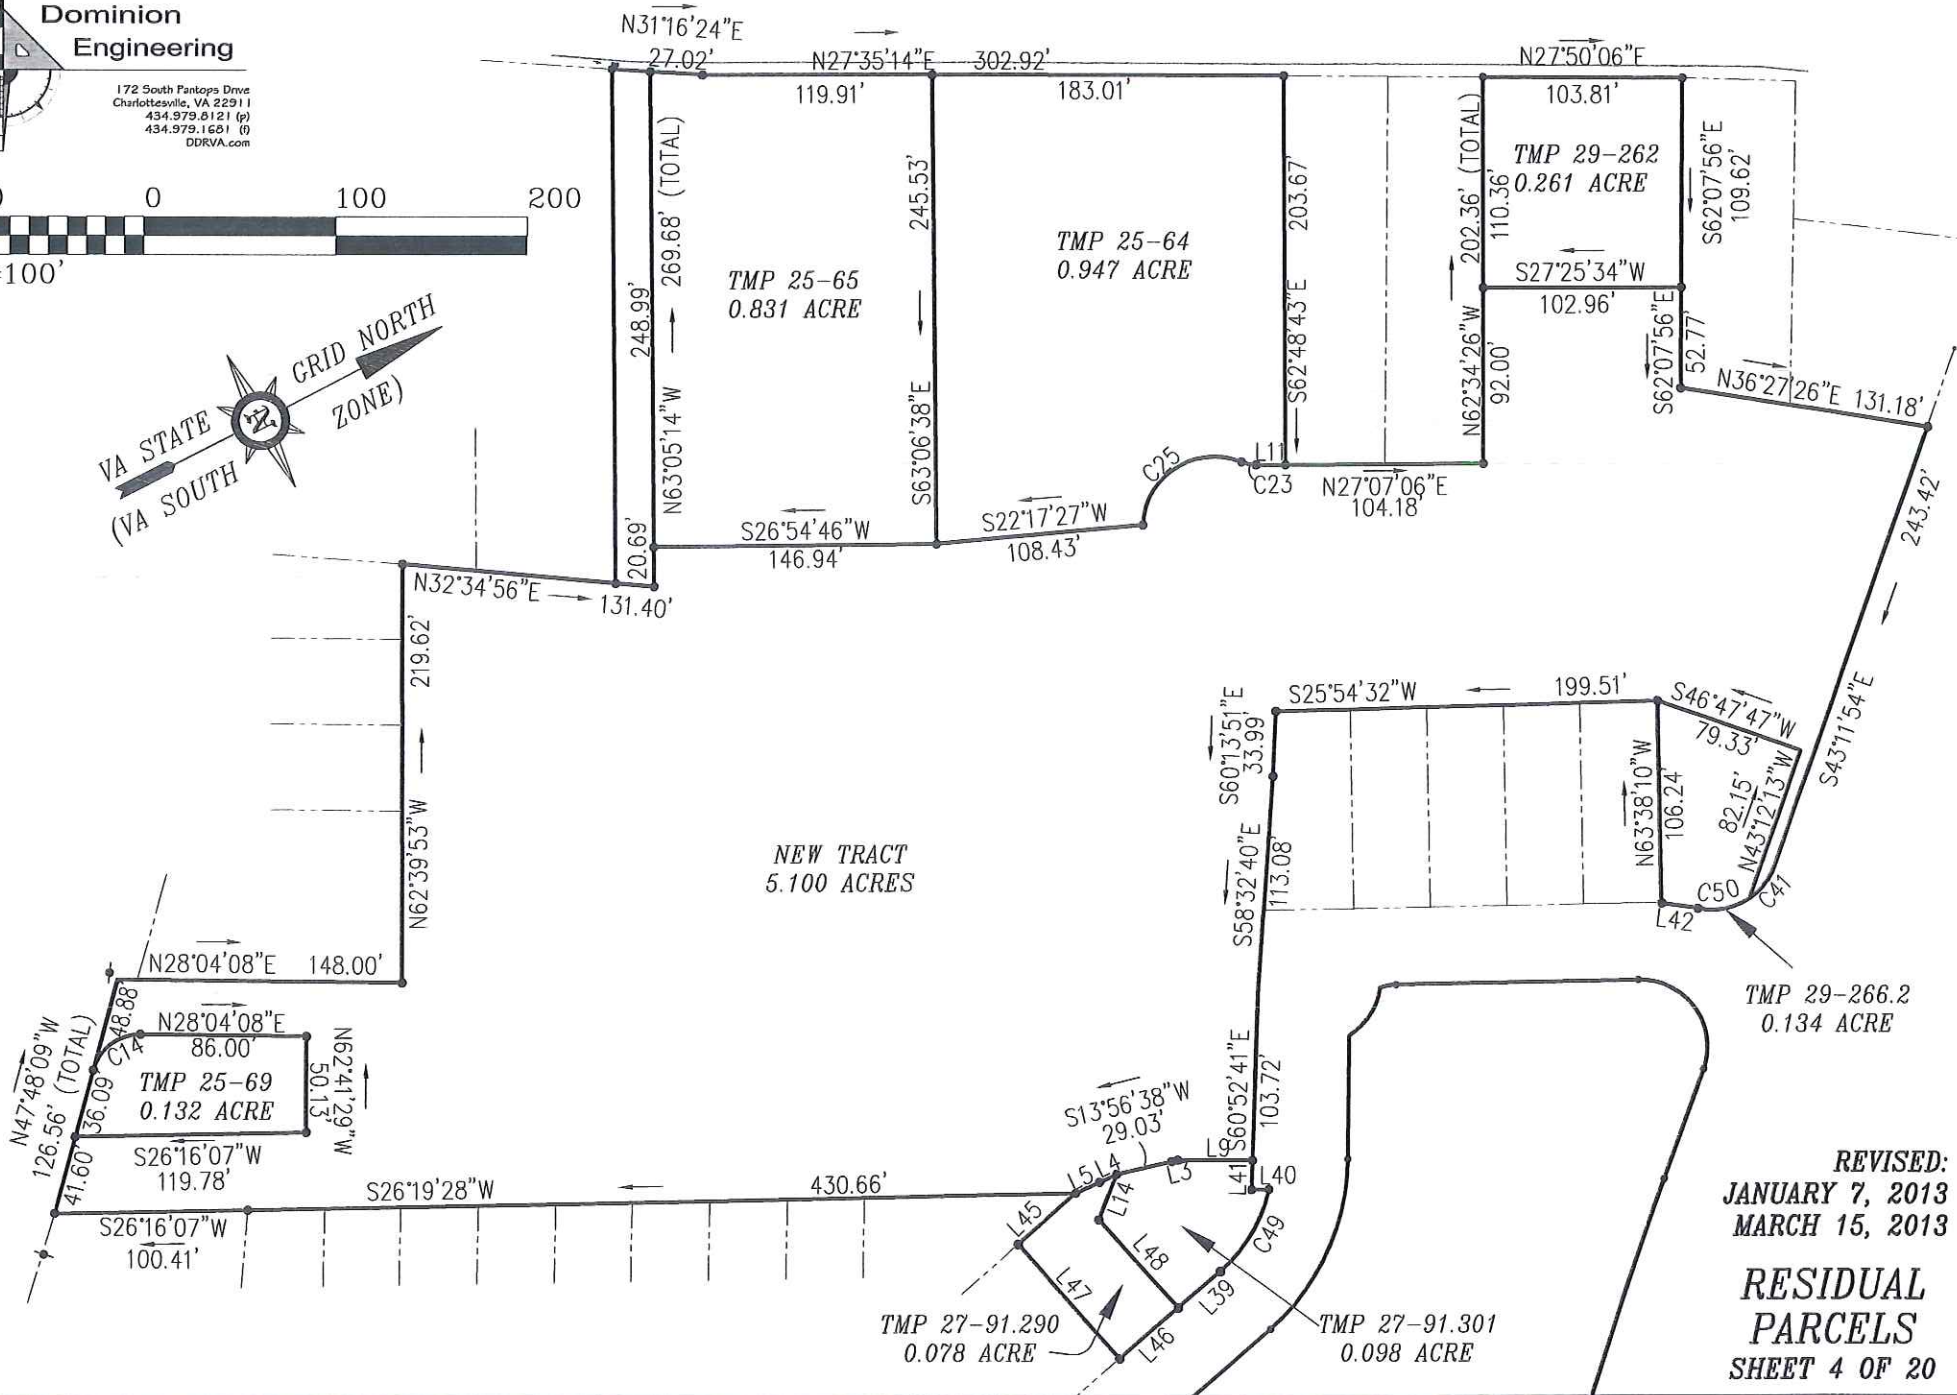 Dominion
Engineering
172 South Pantops Drive
Charlottesville, VA 22911
434.979.8121 (p)
434.979.1681 (f)
DDRVA.com
0
100
200
=100'
VA STATE
GRID NORTH
(VA SOUTH
ZONE)
N31°16'24"E
27.02'
N27°35'14"E
302.92'
119.91'
183.01'
N27°50'06"E
103.81'
TMP 29-262
0.261 ACRE
S62°07'56"E
109.62'
202.36' (TOTAL)
110.36'
S27°25'34"W
102.96'
N62°34'26"W
92.00'
S62°07'56"E
52.77'
N36°27'26"E
131.18'
269.68' (TOTAL)
248.99'
N63°05'14"W
20.69'
TMP 25-65
0.831 ACRE
245.53'
S63°06'38"E
TMP 25-64
0.947 ACRE
203.67'
S62°48'43"E
C25
L11
C23
N27°07'06"E
104.18'
S26°54'46"W
146.94'
S22°17'27"W
108.43'
N32°34'56"E
131.40'
219.62'
N62°39'53"W
243.42'
S43°11'54"E
S25°54'32"W
199.51'
S46°47'47"W
79.33'
S60°13'51"E
33.99'
N63°38'10"W
106.24'
82.15'
N43°12'13"W
S58°32'40"E
113.08'
C50
C41
L42
TMP 29-266.2
0.134 ACRE
NEW TRACT
5.100 ACRES
N28°04'08"E
148.00'
48.88'
N28°04'08"E
86.00'
C14
TMP 25-69
0.132 ACRE
N62°41'29"W
50.13'
N47°48'09"W
126.56' (TOTAL)
36.09'
41.60'
S26°16'07"W
119.78'
S26°16'07"W
100.41'
S26°19'28"W
430.66'
S13°56'38"W
29.03'
S60°52'41"E
103.72'
L5
L4
L3
L9
L41
L40
L14
L45
L48
L47
C49
L39
L46
TMP 27-91.290
0.078 ACRE
TMP 27-91.301
0.098 ACRE
REVISED:
JANUARY 7, 2013
MARCH 15, 2013
RESIDUAL
PARCELS
SHEET 4 OF 20